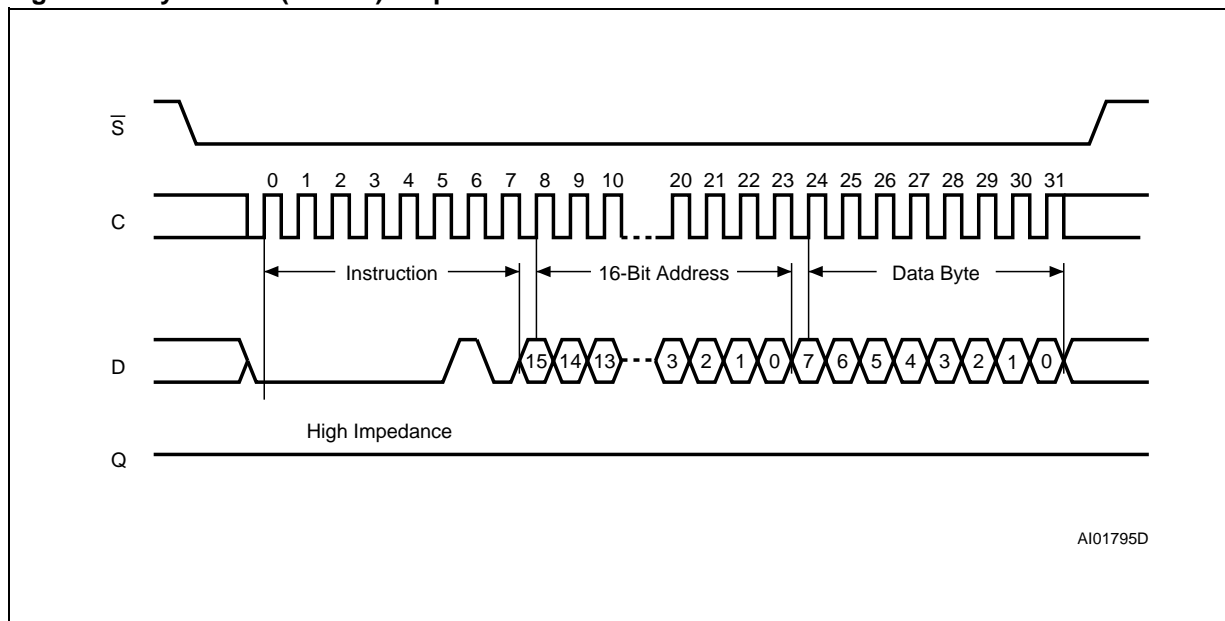 S
0 1 2 3 4 5 6 7 8 9 10 20 21 22 23 24 25 26 27 28 29 30 31
C
Instruction 16-Bit Address Data Byte
D 15 14 13 3 2 1 0 7 6 5 4 3 2 1 0
High Impedance
Q
AI01795D